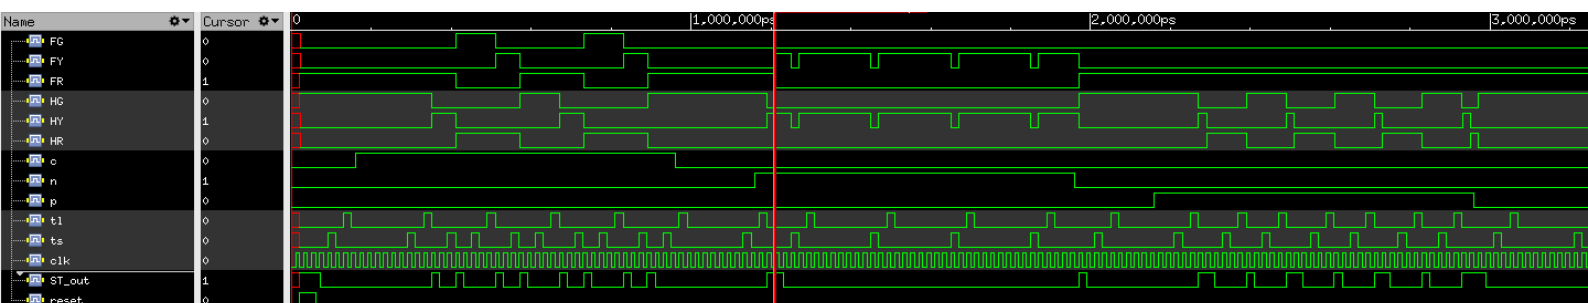 Name Cursor 0 1,000,000ps 2,000,000ps 3,000,000ps
FG 0
FY 0
FR 1
HG 0
HY 1
HR 0
c 0
n 1
p 0
tl 0
ts 0
clk 0
ST_out 1
reset 0